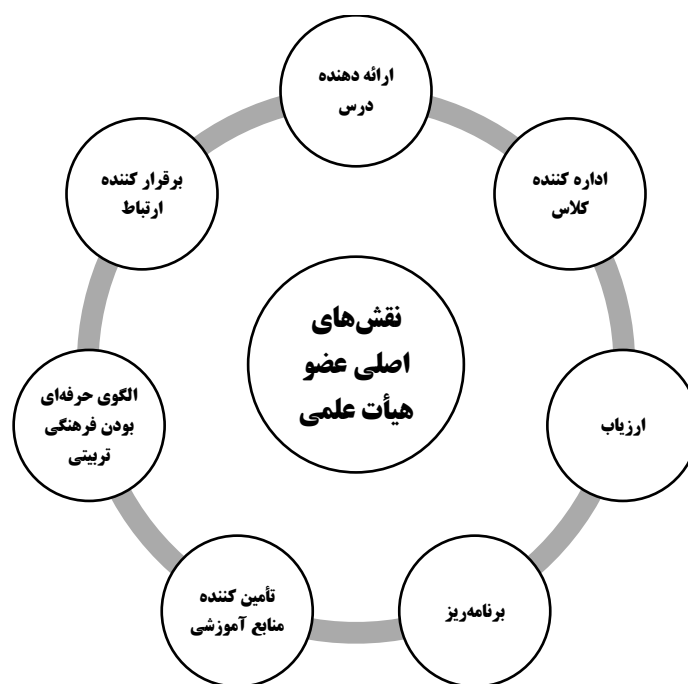 نقش‌های
اصلی عضو
هیأت علمی
ارائه دهنده
درس
اداره کننده
کلاس
ارزیاب
برنامه‌ریز
تأمین کننده
منابع آموزشی
الگوی حرفه‌ای
بودن فرهنگی
تربیتی
برقرار کننده
ارتباط